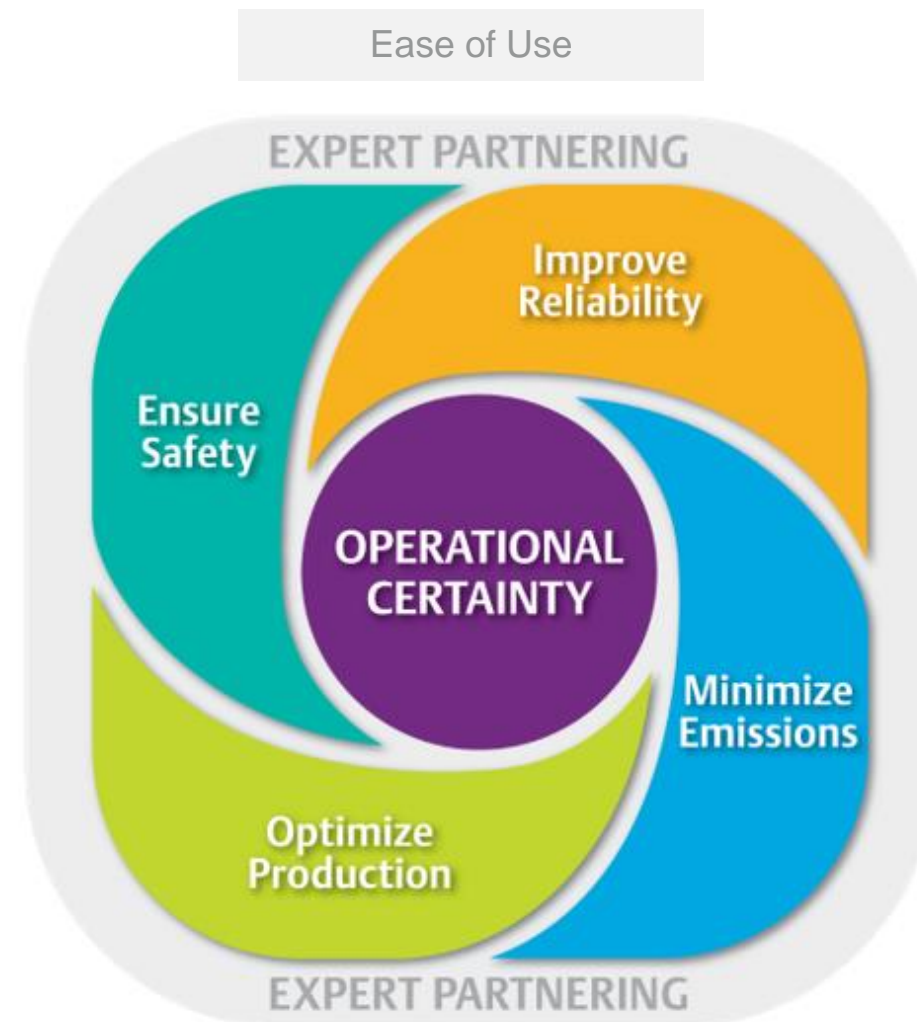 Ease of Use
EXPERT PARTNERING
Improve
Reliability
Ensure
Safety
OPERATIONAL
CERTAINTY
Minimize
Emissions
Optimize
Production
EXPERT PARTNERING